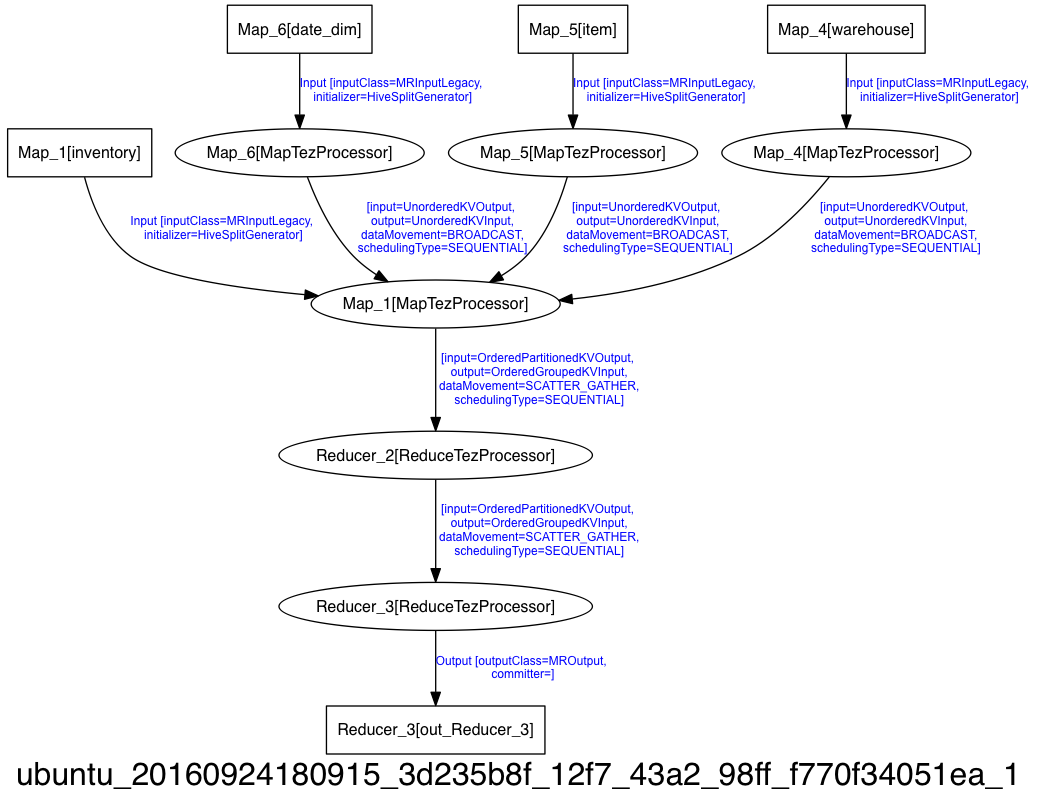 Map_6[date_dim]
Map_5[item]
Map_4[warehouse]
Input [inputClass=MRInputLegacy,
initializer=HiveSplitGenerator]
Input [inputClass=MRInputLegacy,
initializer=HiveSplitGenerator]
Input [inputClass=MRInputLegacy,
initializer=HiveSplitGenerator]
Map_1[inventory]
Map_6[MapTezProcessor]
Map_5[MapTezProcessor]
Map_4[MapTezProcessor]
Input [inputClass=MRInputLegacy,
initializer=HiveSplitGenerator]
[input=UnorderedKVOutput,
output=UnorderedKVInput,
dataMovement=BROADCAST,
schedulingType=SEQUENTIAL]
[input=UnorderedKVOutput,
output=UnorderedKVInput,
dataMovement=BROADCAST,
schedulingType=SEQUENTIAL]
[input=UnorderedKVOutput,
output=UnorderedKVInput,
dataMovement=BROADCAST,
schedulingType=SEQUENTIAL]
Map_1[MapTezProcessor]
[input=OrderedPartitionedKVOutput,
output=OrderedGroupedKVInput,
dataMovement=SCATTER_GATHER,
schedulingType=SEQUENTIAL]
Reducer_2[ReduceTezProcessor]
[input=OrderedPartitionedKVOutput,
output=OrderedGroupedKVInput,
dataMovement=SCATTER_GATHER,
schedulingType=SEQUENTIAL]
Reducer_3[ReduceTezProcessor]
Output [outputClass=MROutput,
committer=]
Reducer_3[out_Reducer_3]
ubuntu_20160924180915_3d235b8f_12f7_43a2_98ff_f770f34051ea_1